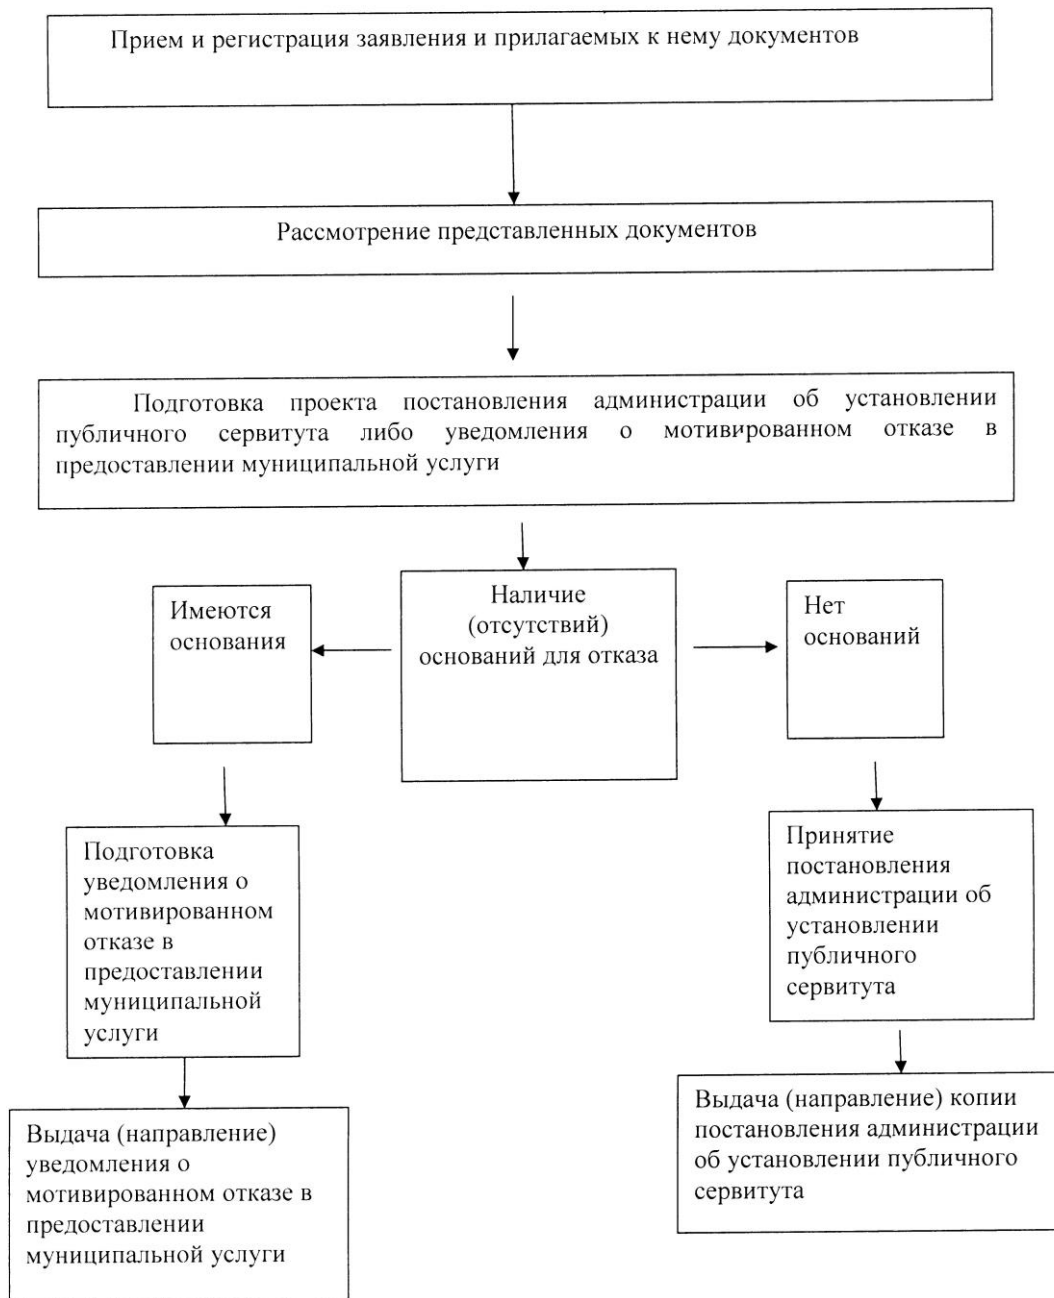 Прием и регистрация заявления и прилагаемых к нему документов
Рассмотрение представленных документов
Подготовка проекта постановления администрации об установлении
публичного сервитута либо уведомления о мотивированном отказе в
предоставлении муниципальной услуги
Имеются
основания
Наличие
(отсутствий)
оснований для отказа
Нет
оснований
Подготовка
уведомления о
мотивированном
отказе в
предоставлении
муниципальной
услуги
Принятие
постановления
администрации об
установлении
публичного
сервитута
Выдача (направление)
уведомления о
мотивированном отказе в
предоставлении
муниципальной услуги
Выдача (направление) копии
постановления администрации
об установлении публичного
сервитута